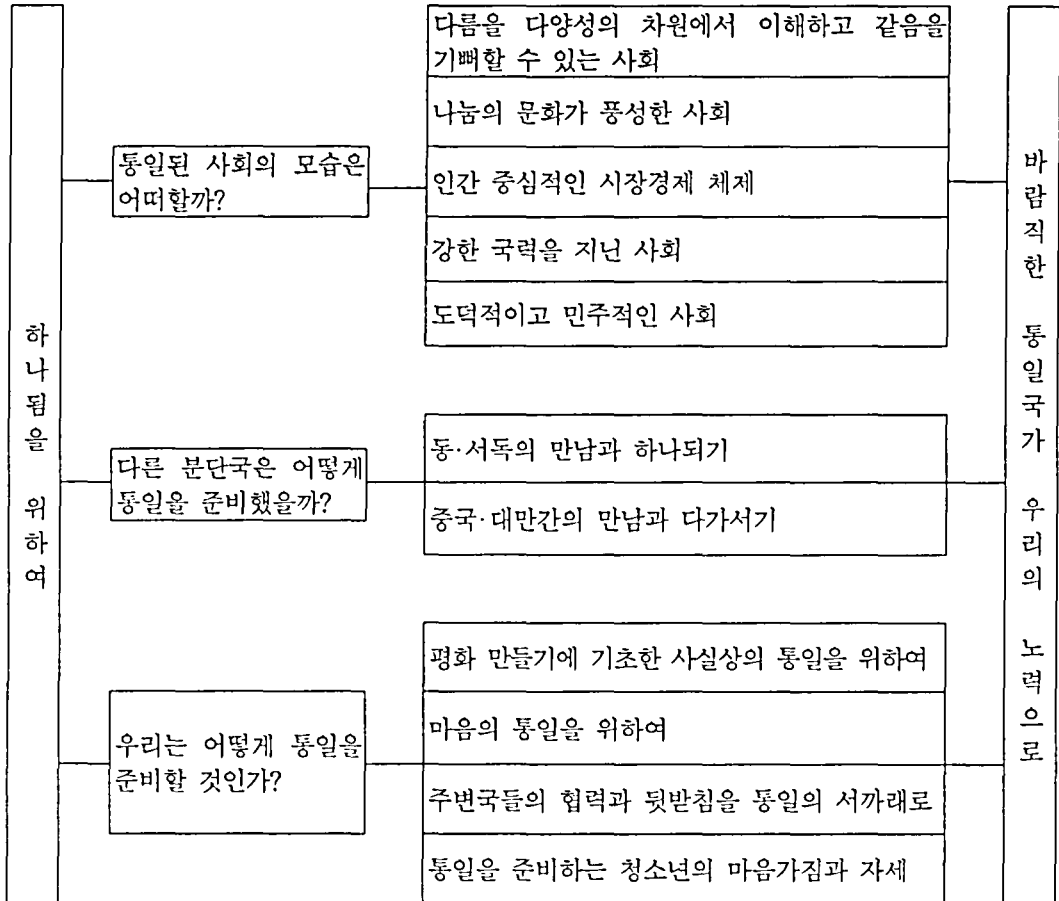 하나됨을 위하여
통일된 사회의 모습은
어떠할까?
다름을 다양성의 차원에서 이해하고 같음을
기뻐할 수 있는 사회
나눔의 문화가 풍성한 사회
인간 중심적인 시장경제 체제
강한 국력을 지닌 사회
도덕적이고 민주적인 사회
다른 분단국은 어떻게
통일을 준비했을까?
동·서독의 만남과 하나되기
중국·대만간의 만남과 다가서기
우리는 어떻게 통일을
준비할 것인가?
평화 만들기에 기초한 사실상의 통일을 위하여
마음의 통일을 위하여
주변국들의 협력과 뒷받침을 통일의 서까래로
통일을 준비하는 청소년의 마음가짐과 자세
바람직한 통일국가 우리의 노력으로